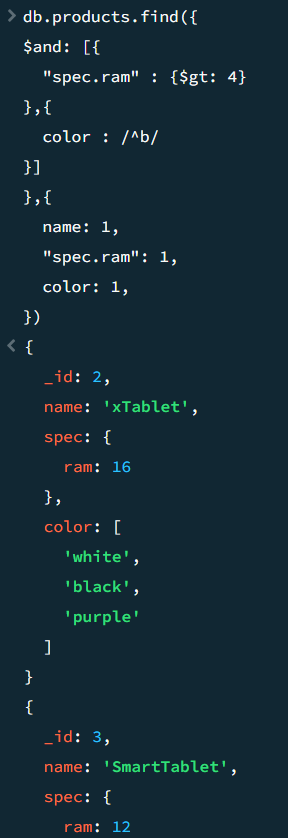 > db.products.find({
$and: [{
"spec.ram" : {$gt: 4}
},{
color : /^b/
}]
},{
name: 1,
"spec.ram": 1,
color: 1,
})
< {
_id: 2,
name: 'xTablet',
spec: {
ram: 16
},
color: [
'white',
'black',
'purple'
]
}
{
_id: 3,
name: 'SmartTablet',
spec: {
ram: 12